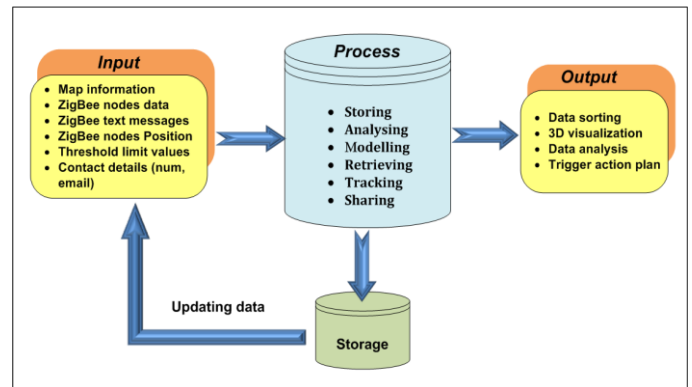 Input
• Map information
• ZigBee nodes data
• ZigBee text messages
• ZigBee nodes Position
• Threshold limit values
• Contact details (num,
email)
Process
• Storing
• Analysing
• Modelling
• Retrieving
• Tracking
• Sharing
Output
• Data sorting
• 3D visualization
• Data analysis
• Trigger action plan
Updating data
Storage